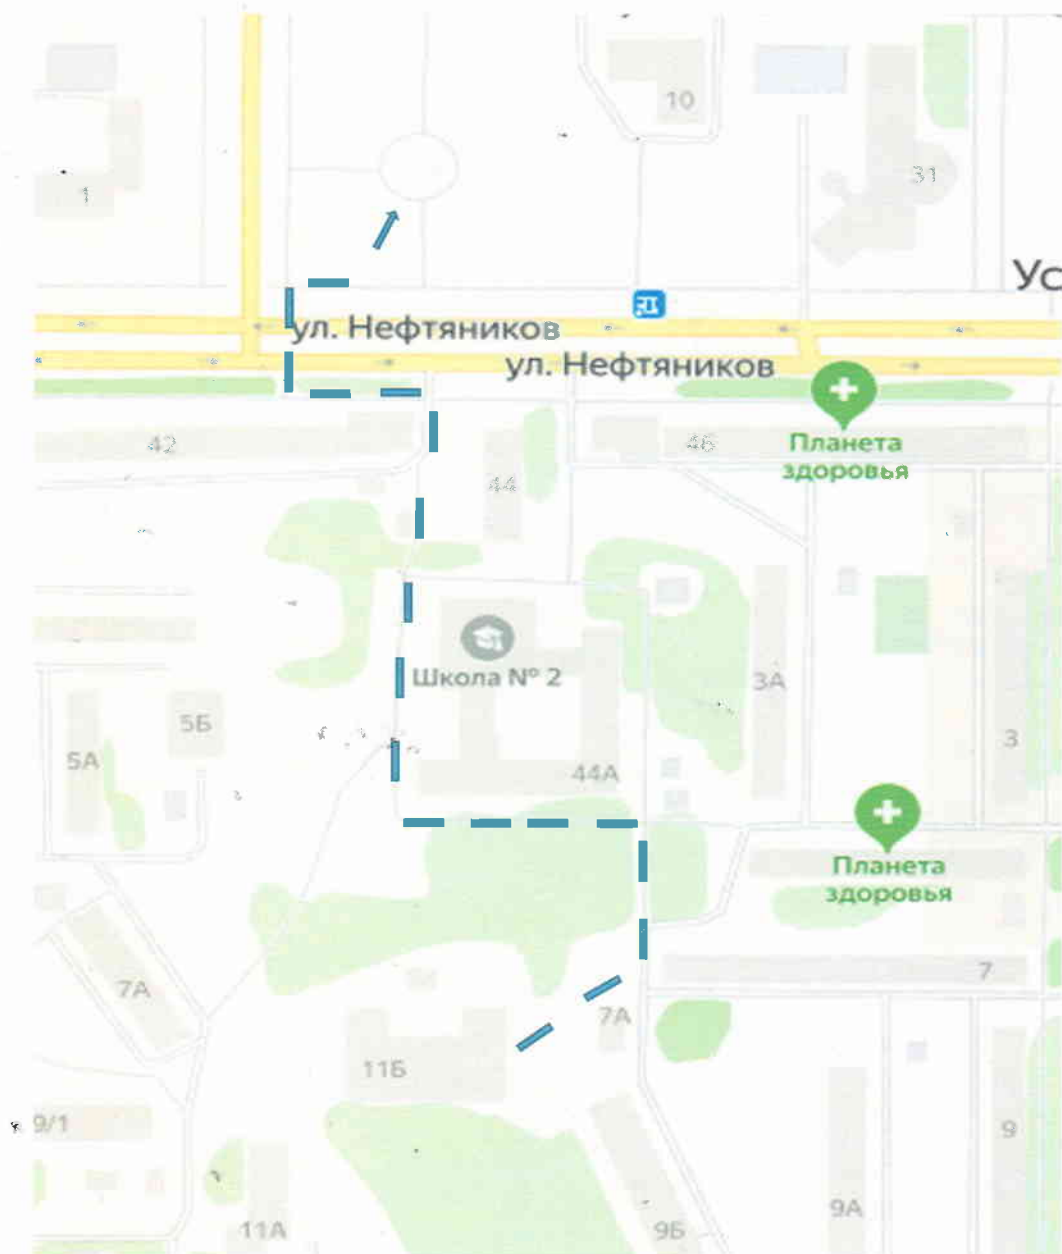 10
1
31
Ус
ул. Нефтяников
ул. Нефтяников
42
44
46
Планета
здоровья
Школа № 2
3А
5Б
5А
3
44А
Планета
здоровья
7
7А
7А
11Б
9/1
9
9А
11А
9Б